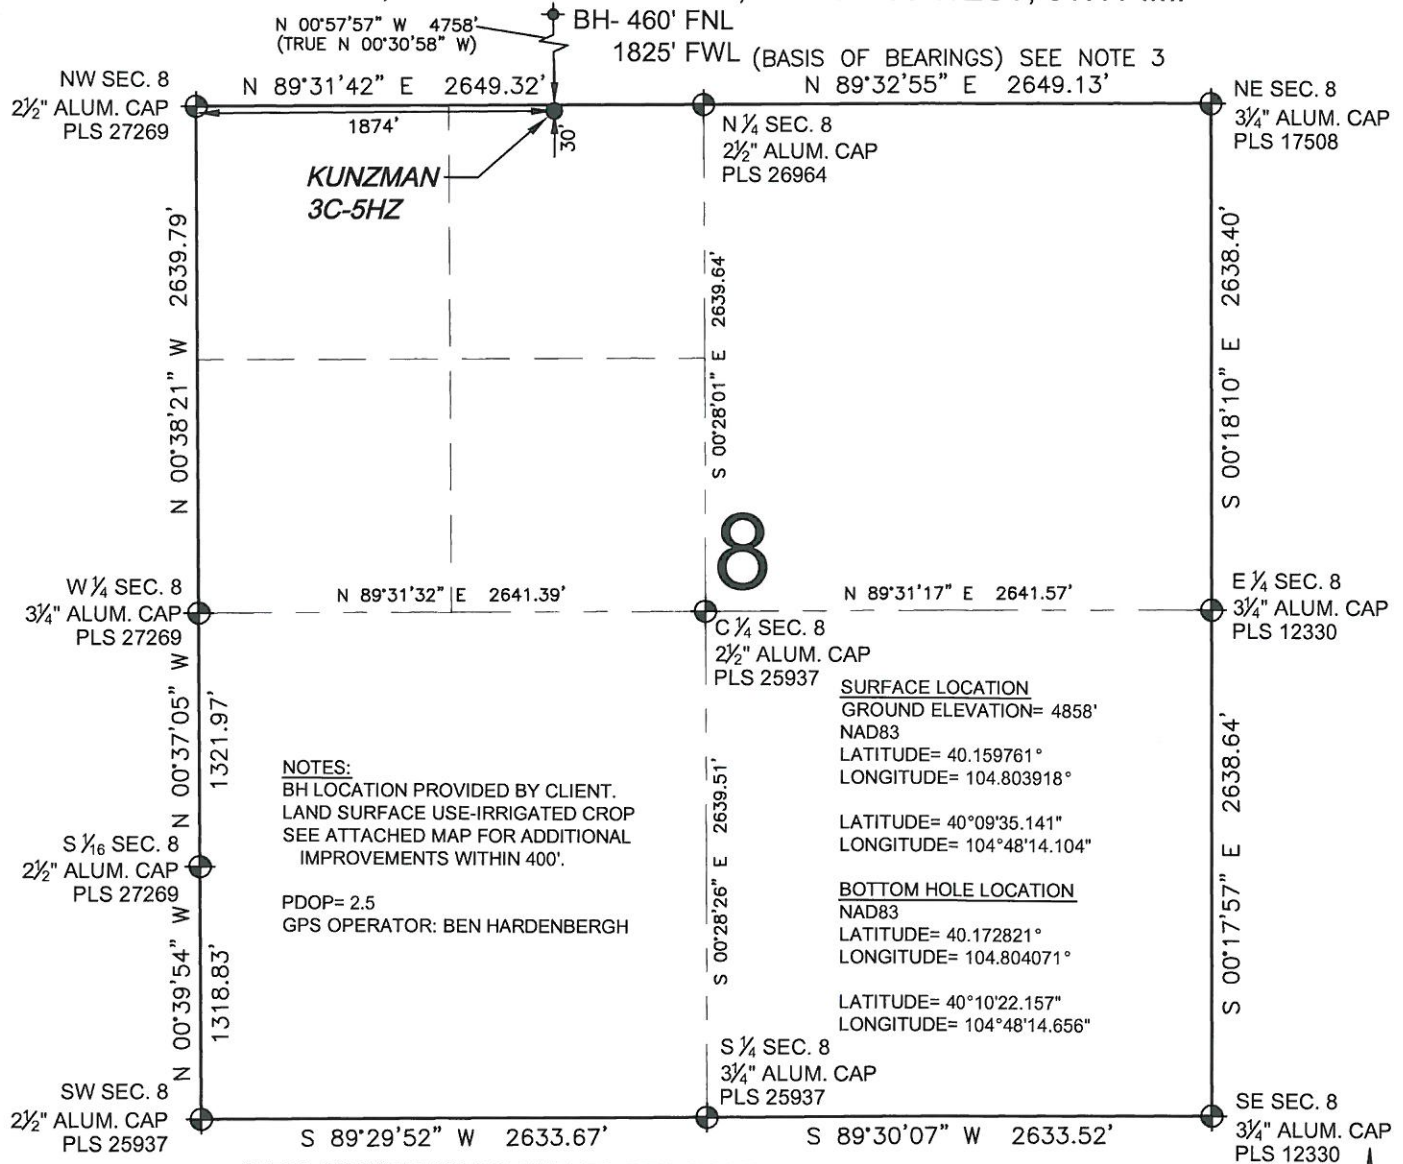 N 00°57'57" W 4758'
(TRUE N 00°30'58" W)
BH- 460' FNL
1825' FWL
(BASIS OF BEARINGS) SEE NOTE 3
NW SEC. 8
2½" ALUM. CAP
PLS 27269
N 89°31'42" E 2649.32'
N 89°32'55" E 2649.13'
NE SEC. 8
3¼" ALUM. CAP
PLS 17508
1874'
30'
N ¼ SEC. 8
2½" ALUM. CAP
PLS 26964
KUNZMAN
3C-5HZ
N 00°38'21" W 2639.79'
S 00°28'01" E 2639.64'
S 00°18'10" E 2638.40'
8
W ¼ SEC. 8
3¼" ALUM. CAP
PLS 27269
N 89°31'32" E 2641.39'
N 89°31'17" E 2641.57'
E ¼ SEC. 8
3¼" ALUM. CAP
PLS 12330
C ¼ SEC. 8
2½" ALUM. CAP
PLS 25937
N 00°37'05" W
1321.97'
SURFACE LOCATION
GROUND ELEVATION= 4858'
NAD83
LATITUDE= 40.159761°
LONGITUDE= 104.803918°
LATITUDE= 40°09'35.141"
LONGITUDE= 104°48'14.104"
BOTTOM HOLE LOCATION
NAD83
LATITUDE= 40.172821°
LONGITUDE= 104.804071°
LATITUDE= 40°10'22.157"
LONGITUDE= 104°48'14.656"
NOTES:
BH LOCATION PROVIDED BY CLIENT.
LAND SURFACE USE-IRRIGATED CROP
SEE ATTACHED MAP FOR ADDITIONAL
IMPROVEMENTS WITHIN 400'.
PDOP= 2.5
GPS OPERATOR: BEN HARDENBERGH
S 00°28'26" E 2639.51'
S 00°17'57" E 2638.64'
S 1⁄16 SEC. 8
2½" ALUM. CAP
PLS 27269
N 00°39'54" W
1318.83'
SW SEC. 8
2½" ALUM. CAP
PLS 25937
S ¼ SEC. 8
3¼" ALUM. CAP
PLS 25937
SE SEC. 8
3¼" ALUM. CAP
PLS 12330
S 89°29'52" W 2633.67'
S 89°30'07" W 2633.52'